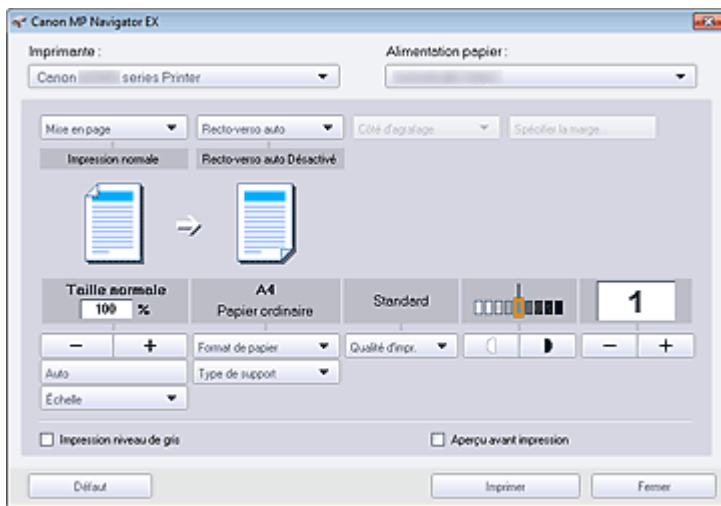 Canon MP Navigator EX
Imprimante :
Alimentation papier :
Canon series Printer
Mise en page
Recto-verso auto
Côté d'agrafage
Spécifier la marge...
Impression normale
Recto-verso auto Désactivé
Taille normale
100 %
A4
Papier ordinaire
Standard
1
Format de papier
Qualité d'impr.
Auto
Type de support
Échelle
Impression niveau de gris
Aperçu avant impression
Défaut
Imprimer
Fermer